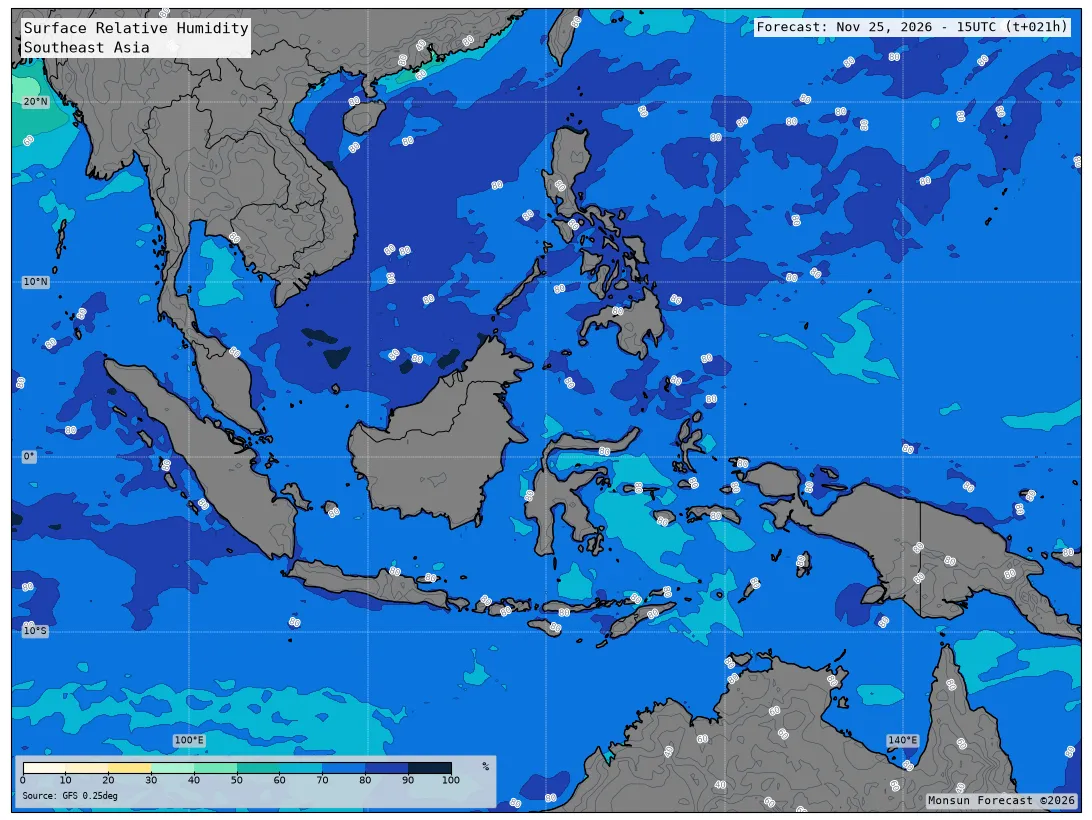 Surface Relative Humidity
Southeast Asia
Forecast: Nov 25, 2026 - 15UTC (t+021h)
20°N
10°N
0°
10°S
100°E
140°E
0 10 20 30 40 50 60 70 80 90 100
%
Source: GFS 0.25deg
Monsun Forecast ©2026